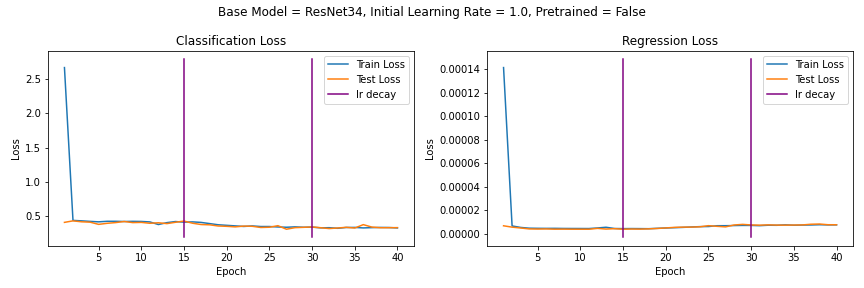 Base Model = ResNet34, Initial Learning Rate = 1.0, Pretrained = False
Classification Loss
Train Loss
Test Loss
lr decay
2.5
2.0
1.5
1.0
0.5
Loss
5
10
15
20
25
30
35
40
Epoch
Regression Loss
Train Loss
Test Loss
lr decay
0.00014
0.00012
0.00010
0.00008
0.00006
0.00004
0.00002
0.00000
Loss
5
10
15
20
25
30
35
40
Epoch